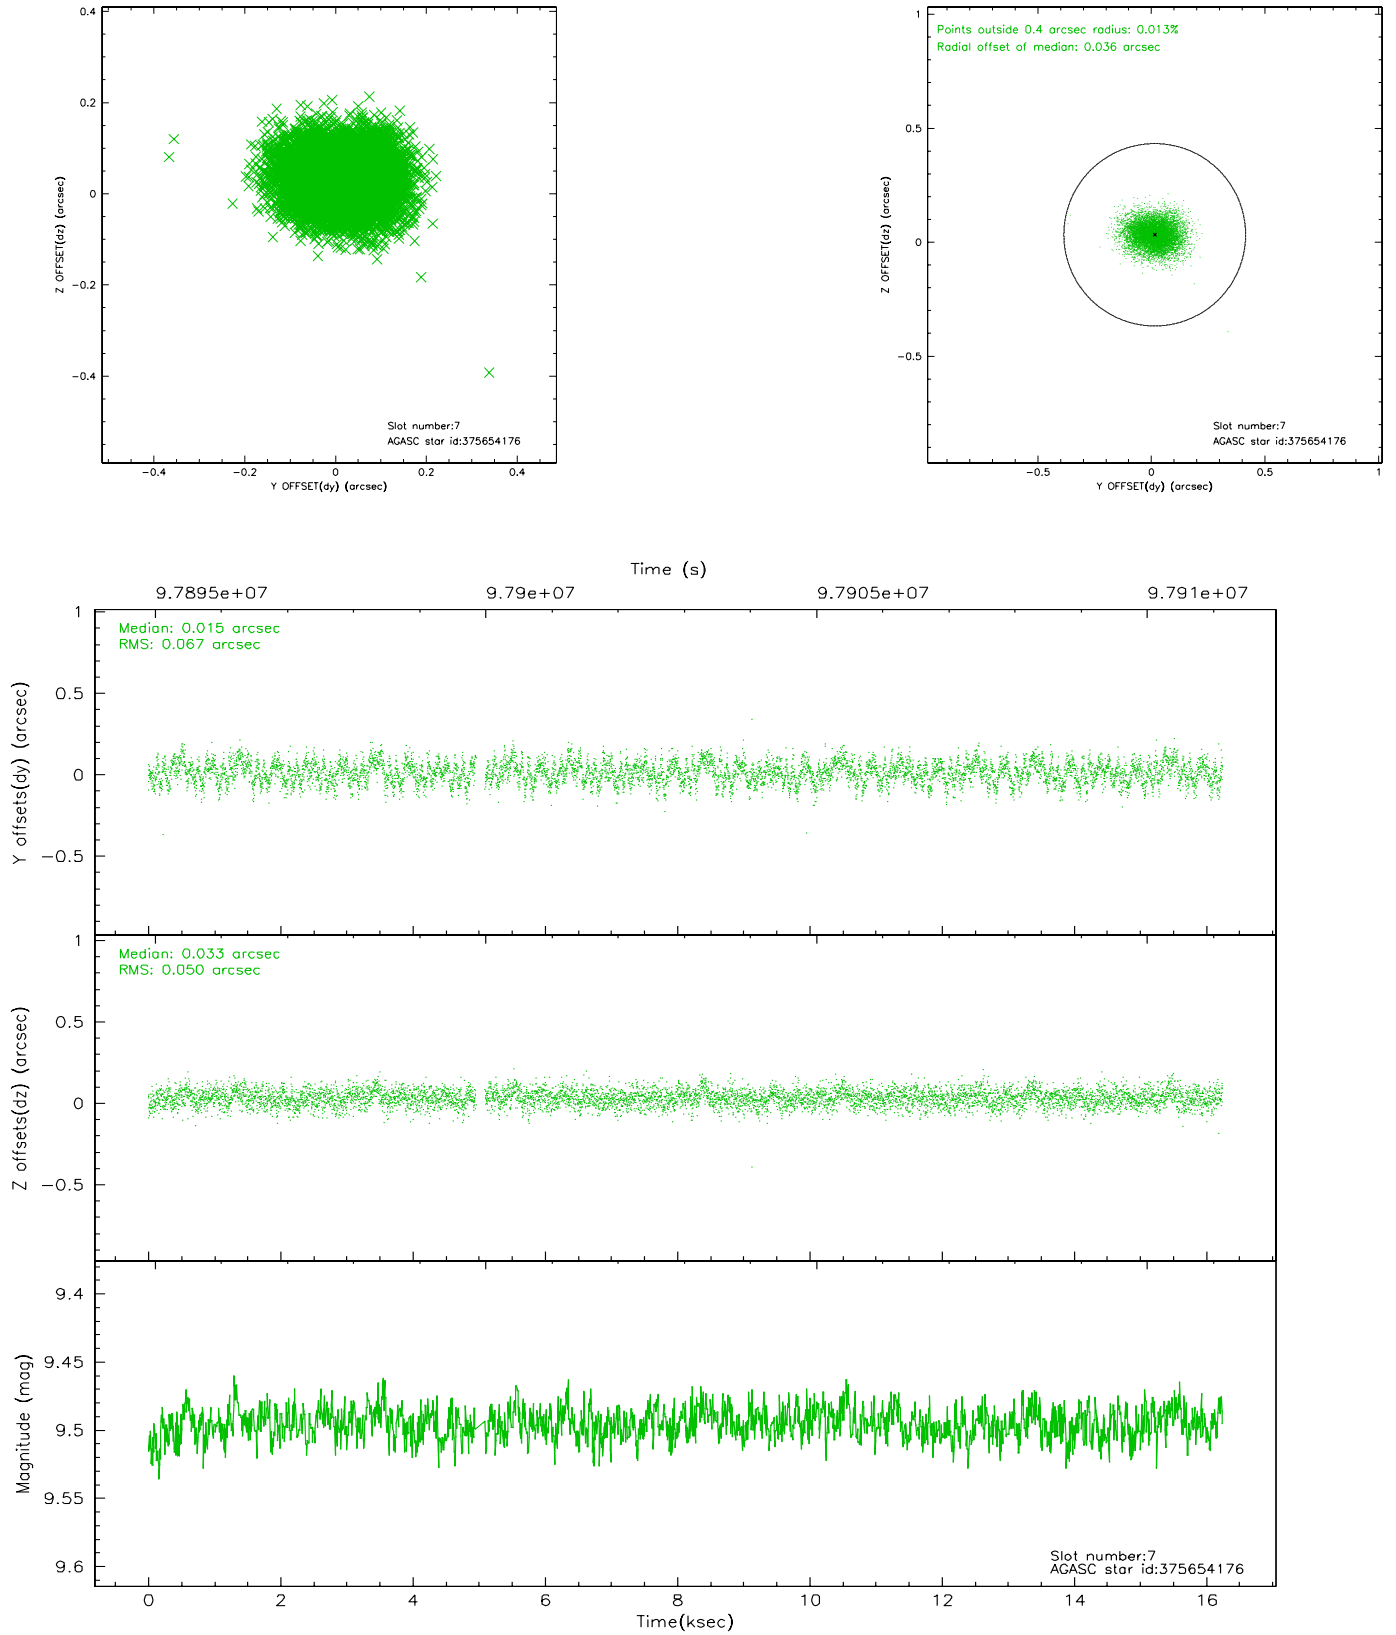 0.4
0.2
0
-0.2
-0.4
Z OFFSET(dz) (arcsec)
Slot number:7
AGASC star id:375654176
-0.4 -0.2 0 0.2 0.4
Y OFFSET(dy) (arcsec)
Points outside 0.4 arcsec radius: 0.013%
Radial offset of median: 0.036 arcsec
1
0.5
0
-0.5
Z OFFSET(dz) (arcsec)
Slot number:7
AGASC star id:375654176
-0.5 0 0.5 1
Y OFFSET(dy) (arcsec)
Time (s)
9.7895e+07 9.79e+07 9.7905e+07 9.791e+07
Median: 0.015 arcsec
RMS: 0.067 arcsec
1
0.5
0
-0.5
Y offsets(dy) (arcsec)
Median: 0.033 arcsec
RMS: 0.050 arcsec
1
0.5
0
-0.5
Z offsets(dz) (arcsec)
9.4
9.45
9.5
9.55
9.6
Magnitude (mag)
Slot number:7
AGASC star id:375654176
0 2 4 6 8 10 12 14 16
Time(ksec)